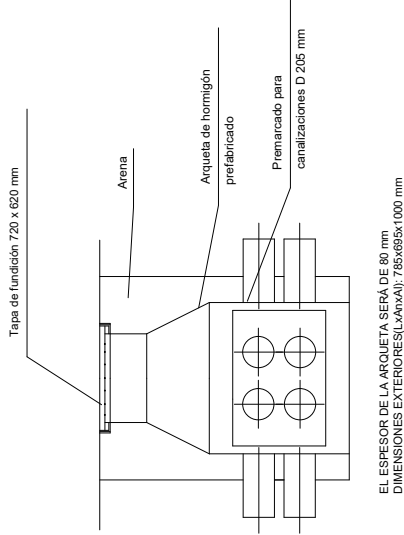 Tapa de fundición 720 x 620 mm
Arena
Arqueta de hormigón
prefabricado
Premarcado para
canalizaciones D 205 mm
EL ESPESOR DE LA ARQUETA SERÁ DE 80 mm
DIMENSIONES EXTERIORES(LxAnxAl): 785x695x1000 mm